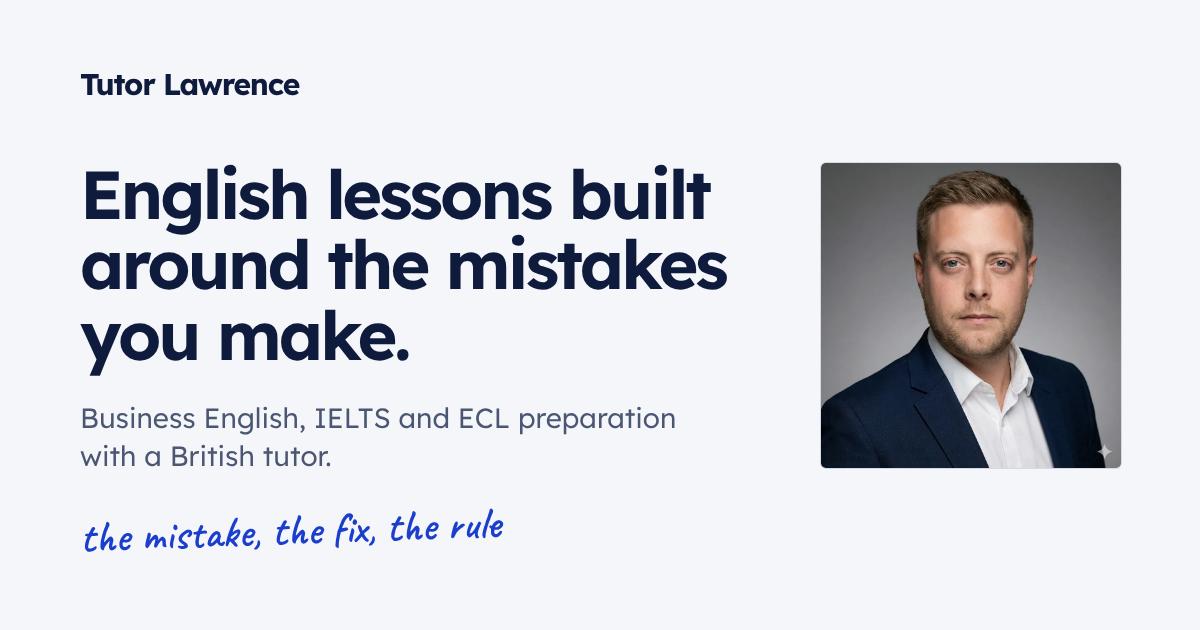 Tutor Lawrence
English lessons built
around the mistakes
you make.
Business English, IELTS and ECL preparation
with a British tutor.
the mistake, the fix, the rule